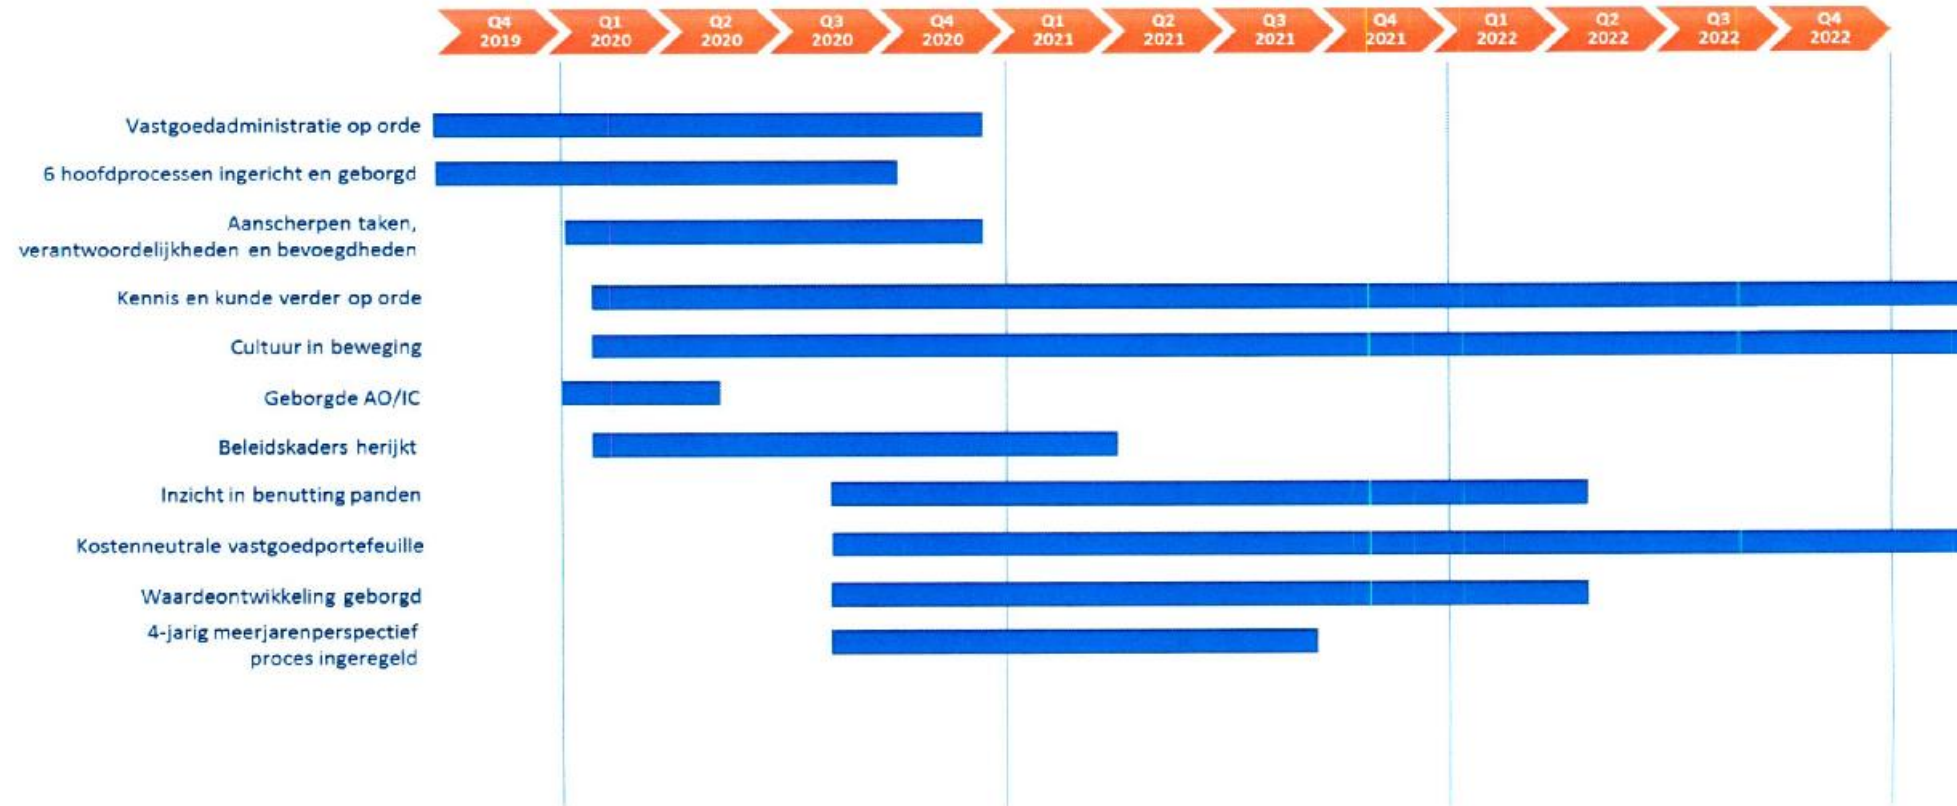 Q4 Q1 Q2 Q3 Q4 Q1 Q2 Q3 Q4 Q1 Q2 Q3 Q4
2019 2020 2020 2020 2020 2021 2021 2021 2021 2022 2022 2022 2022
Vastgoedadministratie op orde
6 hoofdprocessen ingericht en geborgd
Aanscherpen taken,
verantwoordelijkheden en bevoegdheden
Kennis en kunde verder op orde
Cultuur in beweging
Geborgde AO/IC
Beleidskaders herijkt
Inzicht in benutting panden
Kostenneutrale vastgoedportefeuille
Waardeontwikkeling geborgd
4-jarig meerjarenperspectief
proces ingeregeld